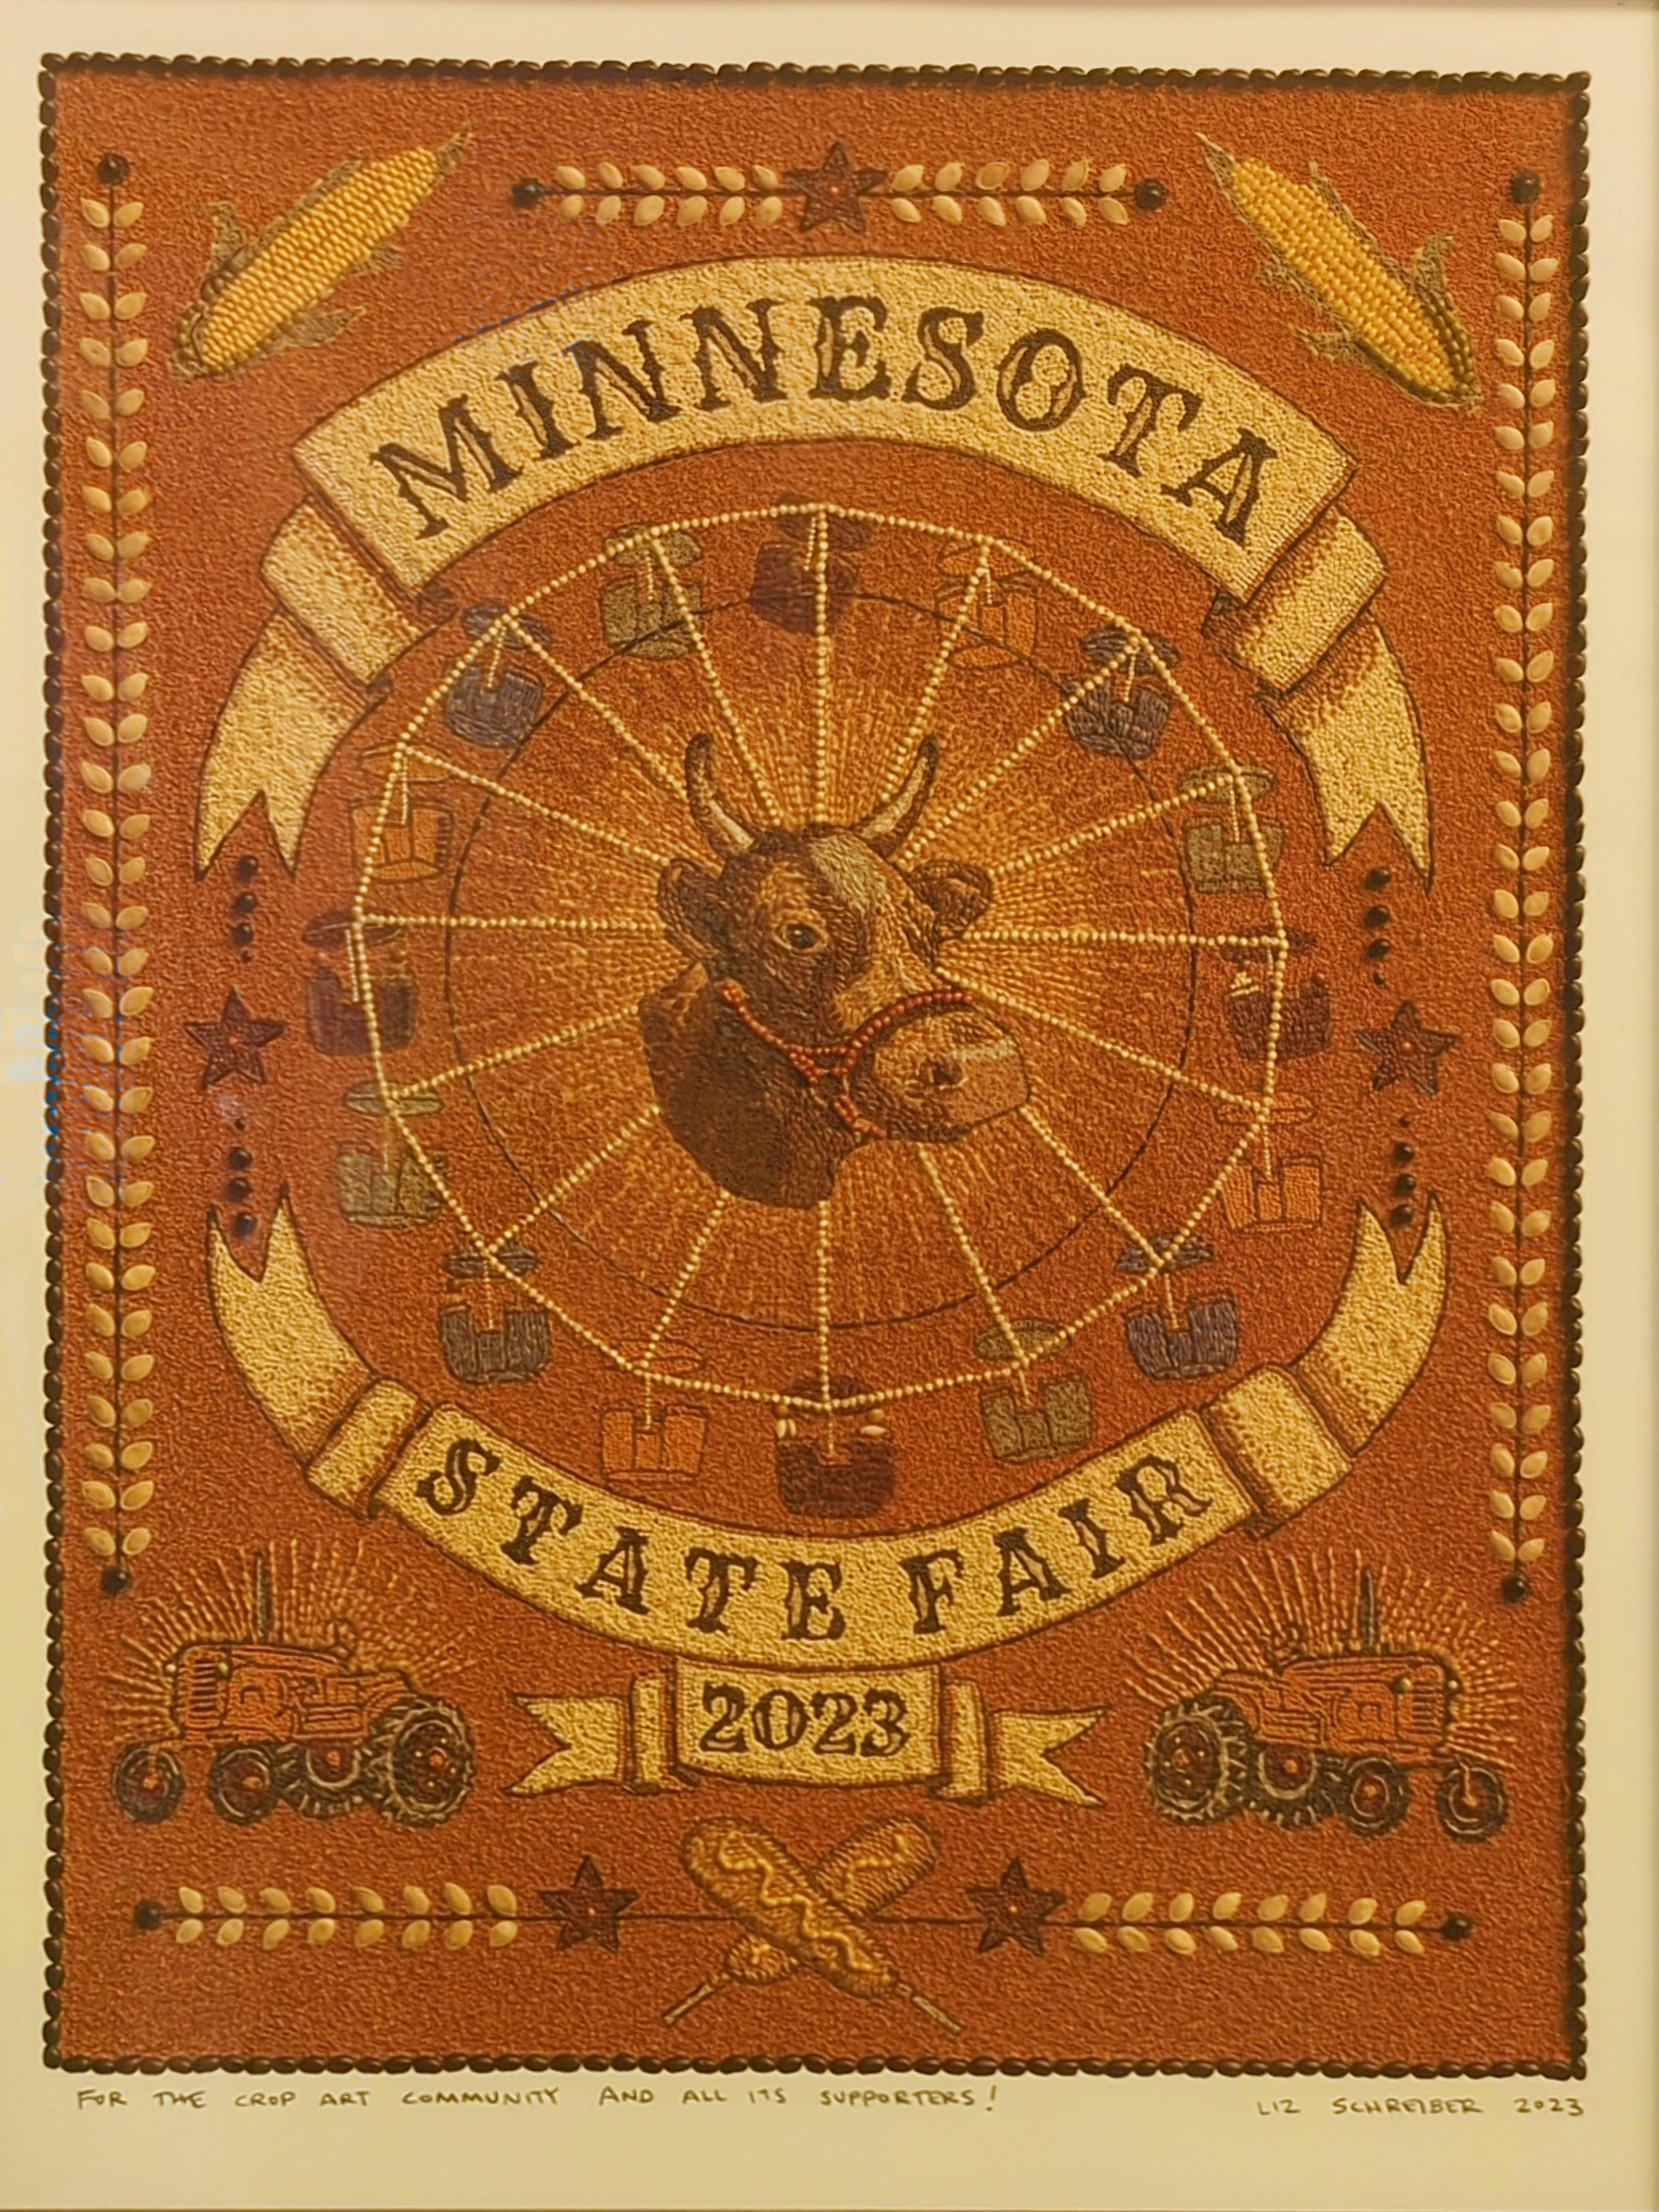 MINNESOTA
STATE FAIR
2023
FOR THE CROP ART COMMUNITY AND ALL ITS SUPPORTERS!
LIZ SCHREIBER 2023